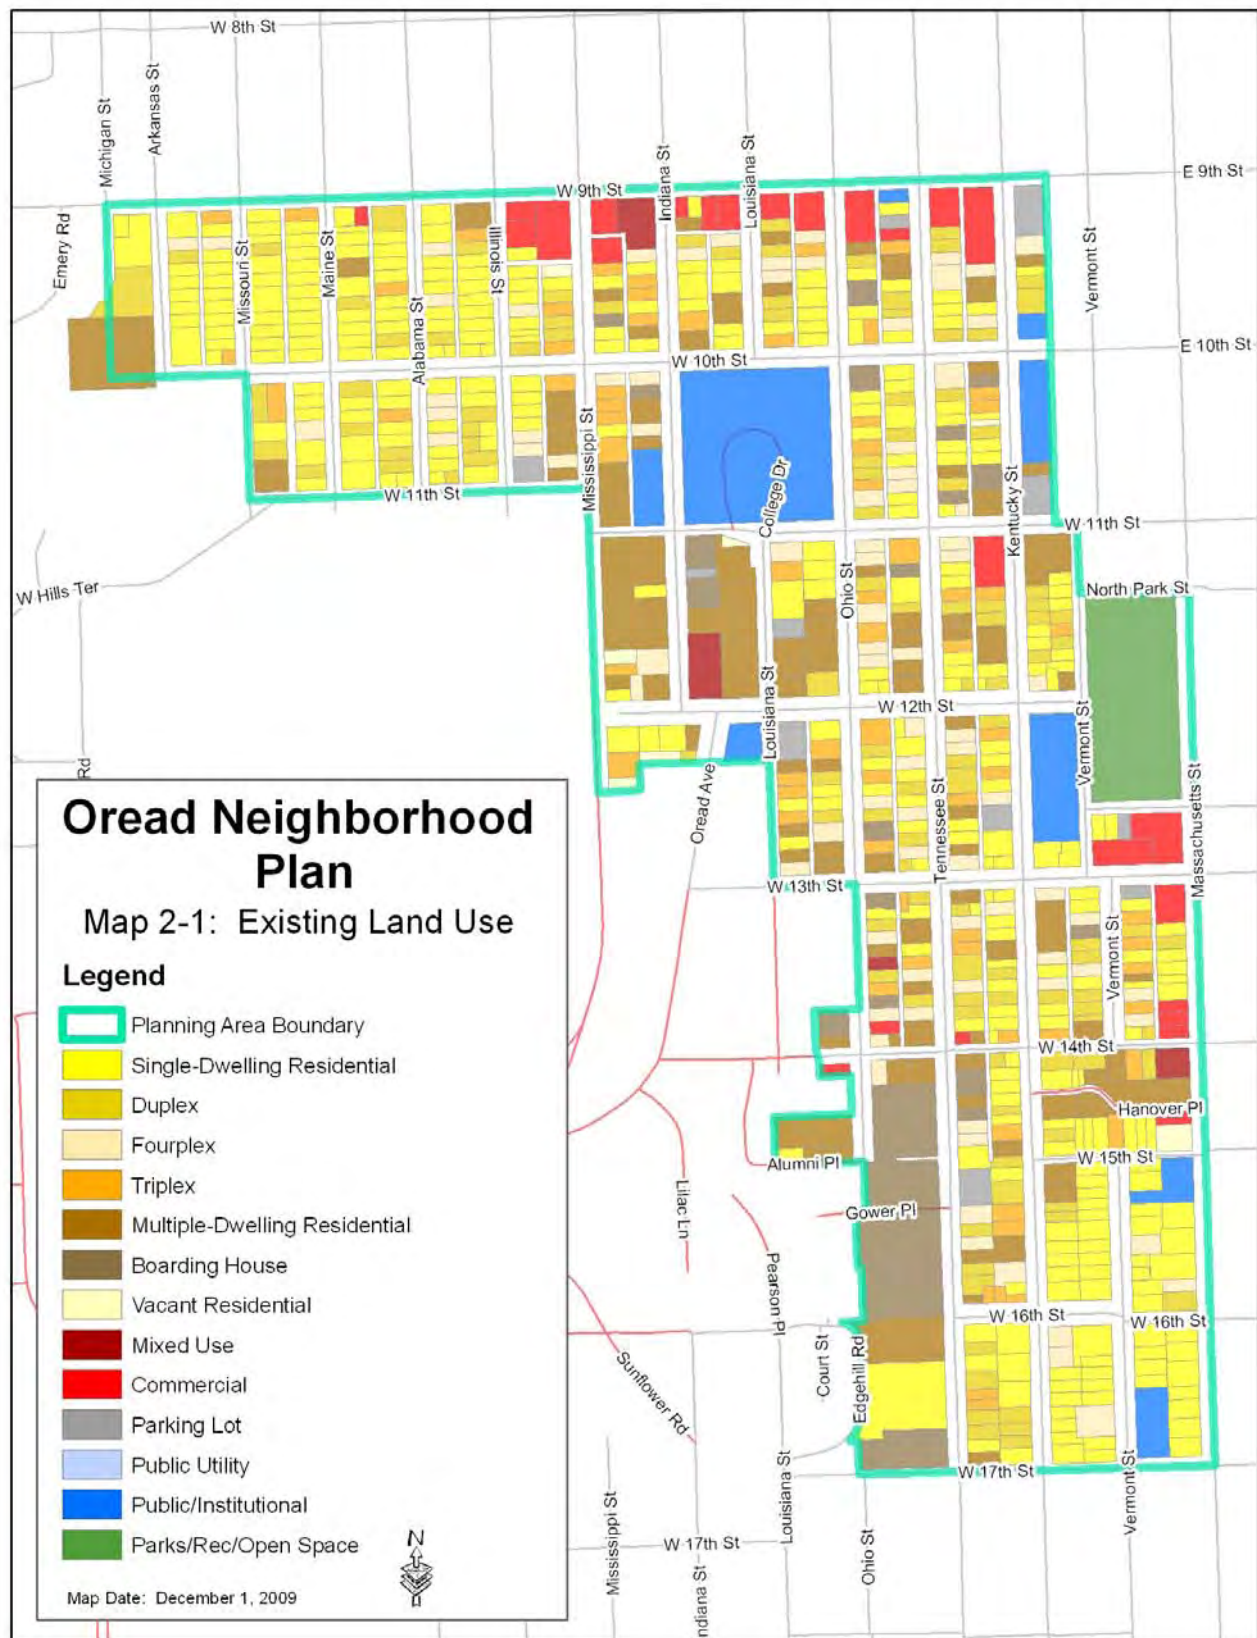 W 8th St
Michigan St
Arkansas St
Indiana St
Louisiana St
E 9th St
W 9th St
Emery Rd
Missouri St
Maine St
Illinois St
Vermont St
Alabama St
E 10th St
W 10th St
Mississippi St
College Dr
Kentucky St
W 11th St
W 11th St
W Hills Ter
Ohio St
North Park St
Louisiana St
W 12th St
Louisiana St
Vermont St
Rd
Oread Ave
Tennessee St
Massachusetts St
W 13th St
Vermont St
W 14th St
Hanover Pl
W 15th St
Alumni Pl
Lilac Ln
Gower Pl
Pearson Pl
W 16th St
W 16th St
Court St
Edgehill Rd
Sunflower Rd
W 17th St
Louisiana St
Vermont St
Mississippi St
W 17th St
Ohio St
ndiana St
Oread Neighborhood
Plan
Map 2-1: Existing Land Use
Legend
Planning Area Boundary
Single-Dwelling Residential
Duplex
Fourplex
Triplex
Multiple-Dwelling Residential
Boarding House
Vacant Residential
Mixed Use
Commercial
Parking Lot
Public Utility
Public/Institutional
Parks/Rec/Open Space
N
Map Date: December 1, 2009